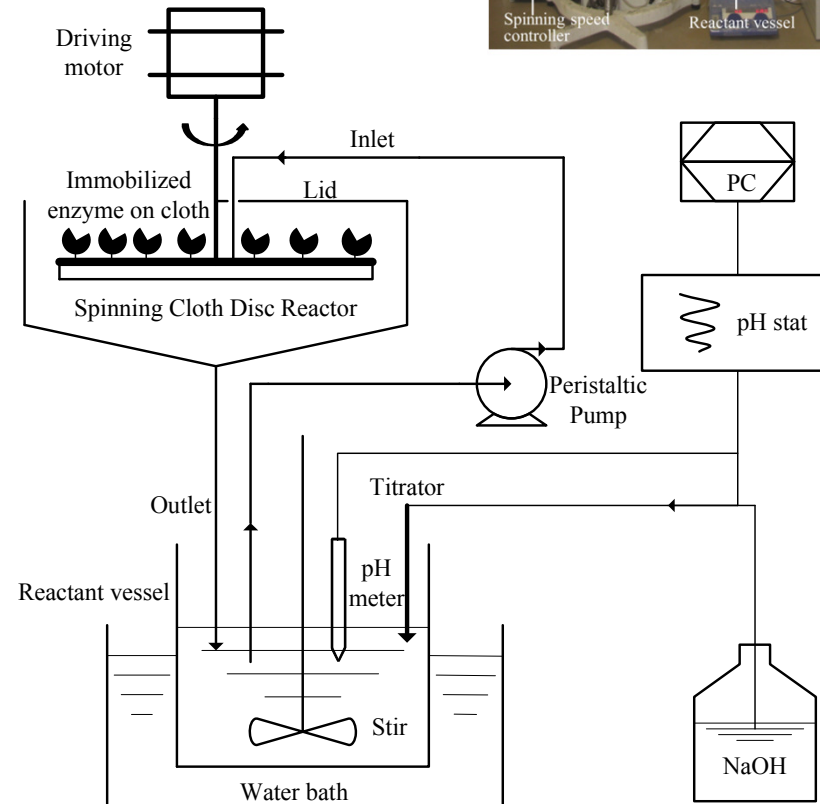 Spinning speed
controller
Reactant vessel
Driving
motor
Inlet
PC
Immobilized
enzyme on cloth
Lid
Spinning Cloth Disc Reactor
pH stat
Peristaltic
Pump
Titrator
Outlet
pH
meter
Reactant vessel
Stir
NaOH
Water bath